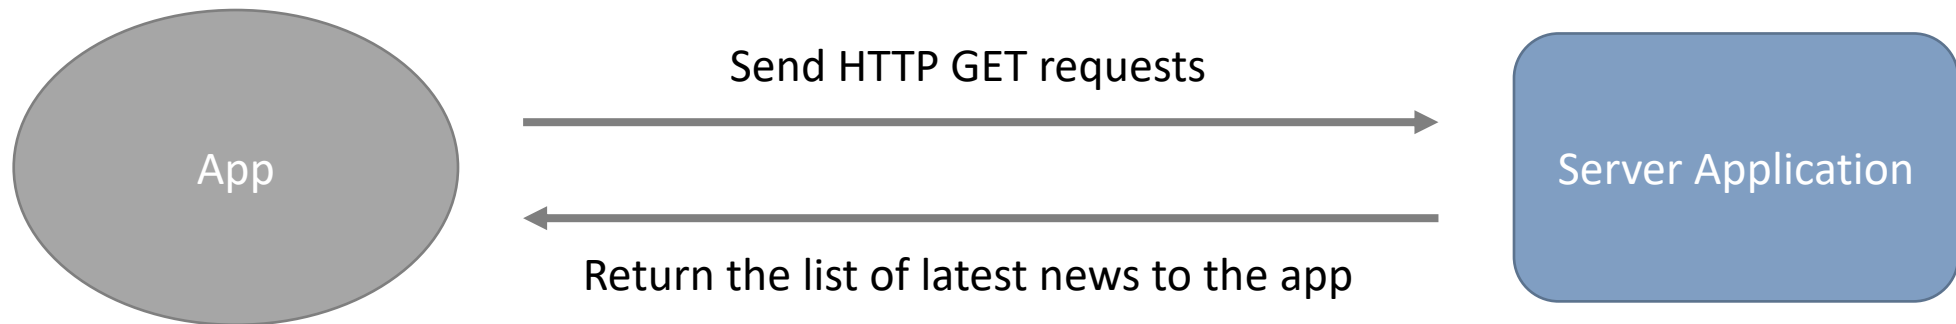 Send HTTP GET requests
App
Server Application
Return the list of latest news to the app